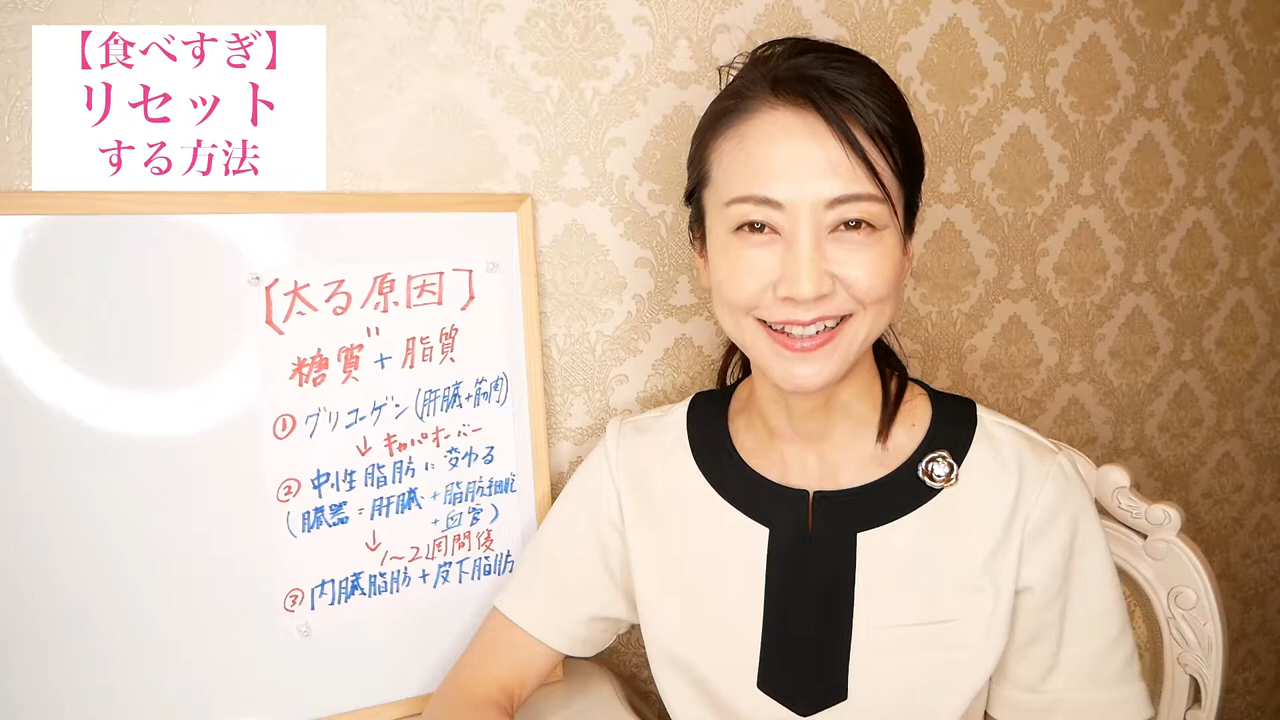 【食べすぎ】
リセット
する方法
〔太る原因〕
糖質"+脂質
① グリコーゲン(肝臓+筋肉)
↓ キャパオーバー
② 中性脂肪に変わる
(臓器=肝臓+脂肪細胞
+血管)
↓ 1〜2週間後
③ 内臓脂肪+皮下脂肪